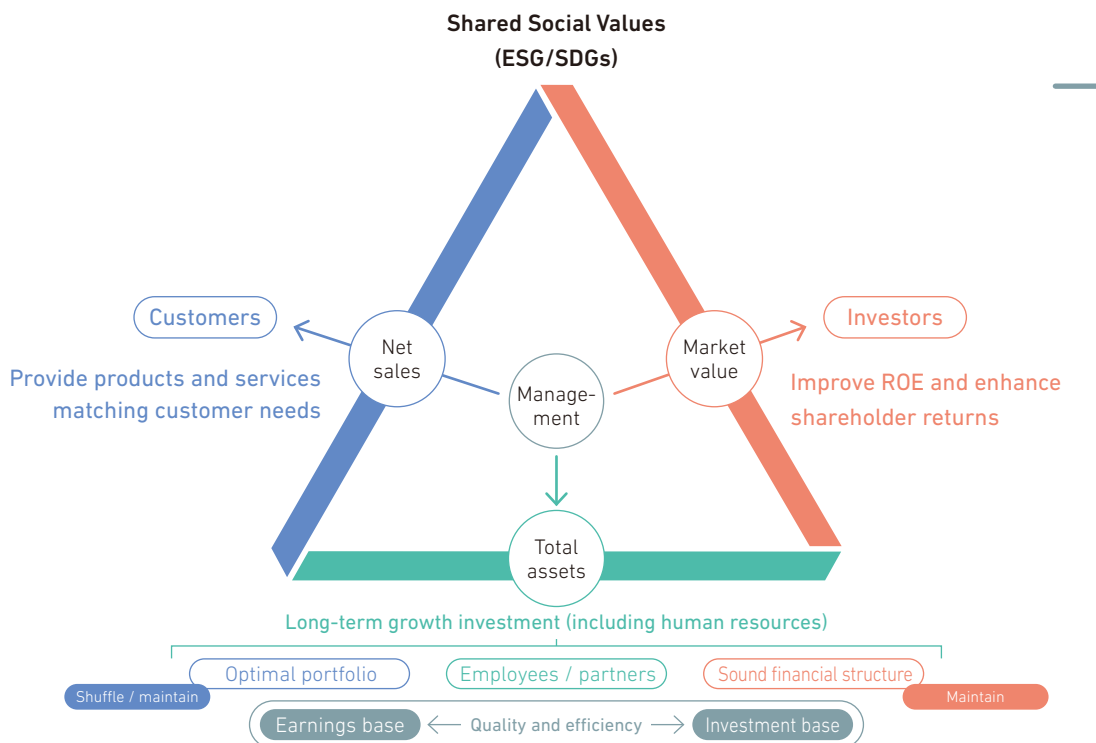 Shared Social Values
(ESG/SDGs)
Customers
Investors
Net
sales
Market
value
Manage-
ment
Provide products and services
matching customer needs
Improve ROE and enhance
shareholder returns
Total
assets
Long-term growth investment (including human resources)
Optimal portfolio
Employees / partners
Sound financial structure
Shuffle / maintain
Maintain
Earnings base
Quality and efficiency
Investment base